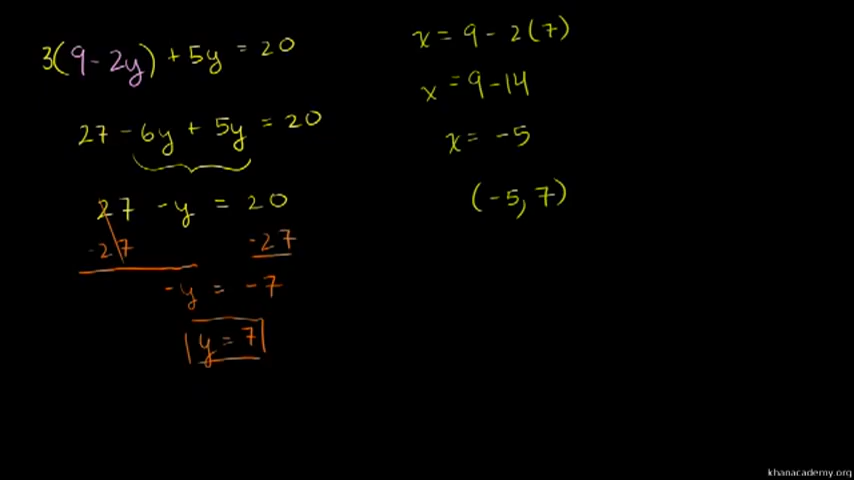 3(9-2y) + 5y = 20
27 - 6y + 5y = 20
27 - y = 20
-27 -27
-y = -7
y = 7
x = 9 - 2(7)
x = 9 - 14
x = -5
(-5, 7)
khanacademy.org